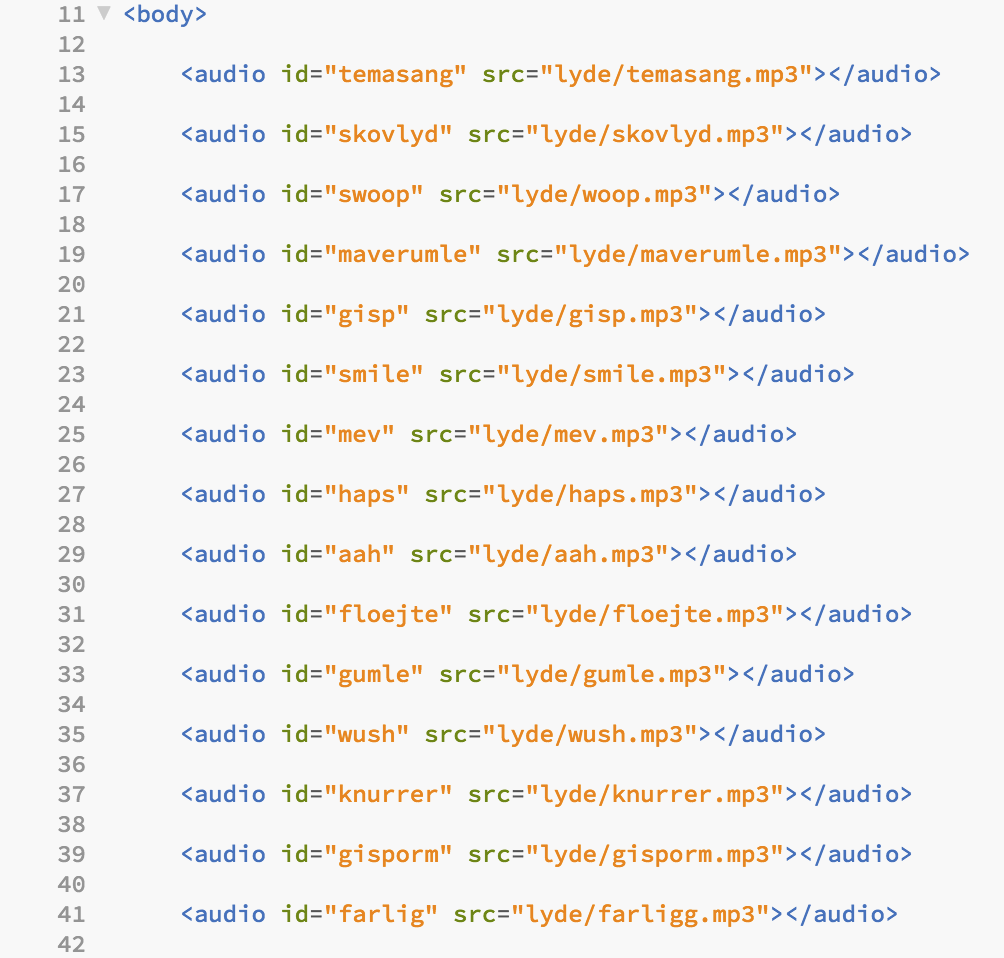 11 ▼ <body>
12
13 <audio id="temasang" src="lyde/temasang.mp3"></audio>
14
15 <audio id="skovlyd" src="lyde/skovlyd.mp3"></audio>
16
17 <audio id="swoop" src="lyde/woop.mp3"></audio>
18
19 <audio id="maverumle" src="lyde/maverumle.mp3"></audio>
20
21 <audio id="gisp" src="lyde/gisp.mp3"></audio>
22
23 <audio id="smile" src="lyde/smile.mp3"></audio>
24
25 <audio id="mev" src="lyde/mev.mp3"></audio>
26
27 <audio id="haps" src="lyde/haps.mp3"></audio>
28
29 <audio id="aah" src="lyde/aah.mp3"></audio>
30
31 <audio id="floejte" src="lyde/floejte.mp3"></audio>
32
33 <audio id="gumle" src="lyde/gumle.mp3"></audio>
34
35 <audio id="wush" src="lyde/wush.mp3"></audio>
36
37 <audio id="knurrer" src="lyde/knurrer.mp3"></audio>
38
39 <audio id="gisporm" src="lyde/gisporm.mp3"></audio>
40
41 <audio id="farlig" src="lyde/farligg.mp3"></audio>
42